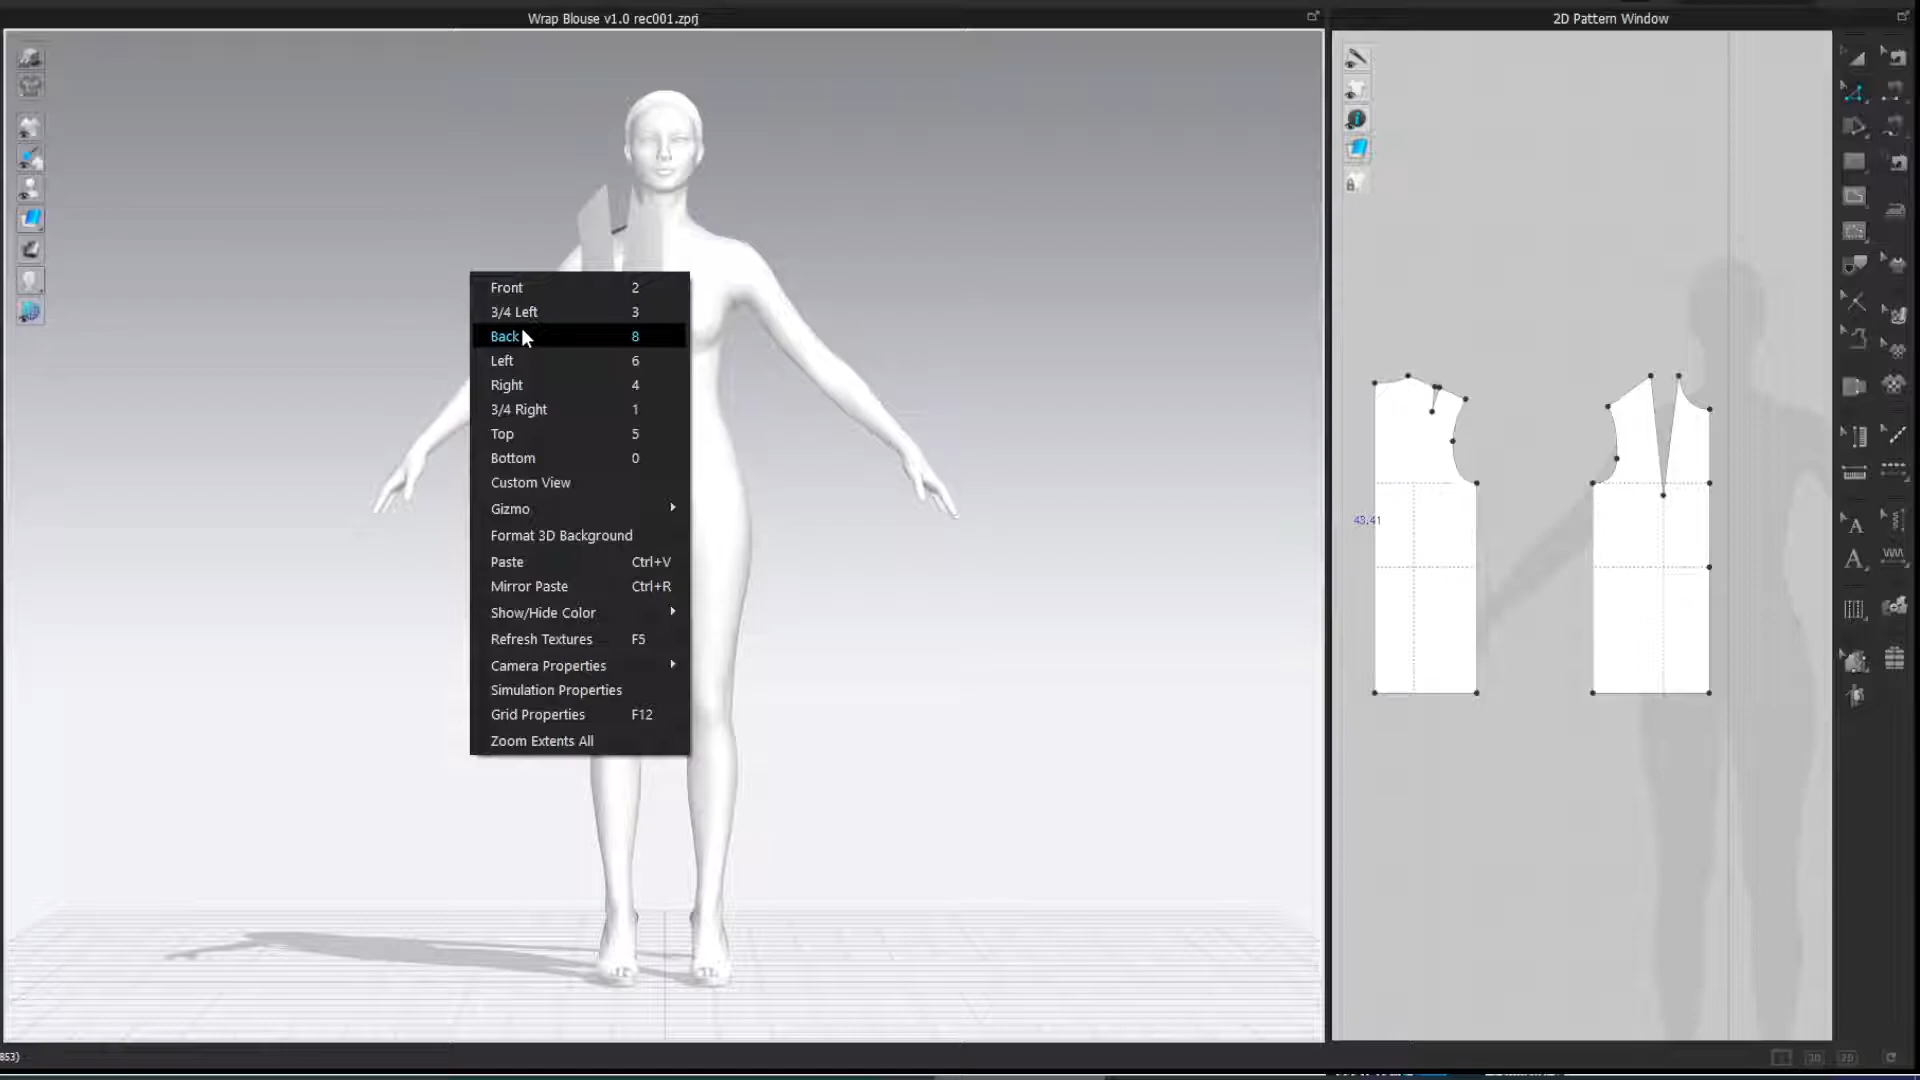 Wrap Blouse v1.0 rec001.zprj
2D Pattern Window
Front 2
3/4 Left 3
Back 8
Left 6
Right 4
3/4 Right 1
Top 5
Bottom 0
Custom View
Gizmo
Format 3D Background
Paste Ctrl+V
Mirror Paste Ctrl+R
Show/Hide Color
Refresh Textures F5
Camera Properties
Simulation Properties
Grid Properties F12
Zoom Extents All
43.41
A
A
853)
3D
2D